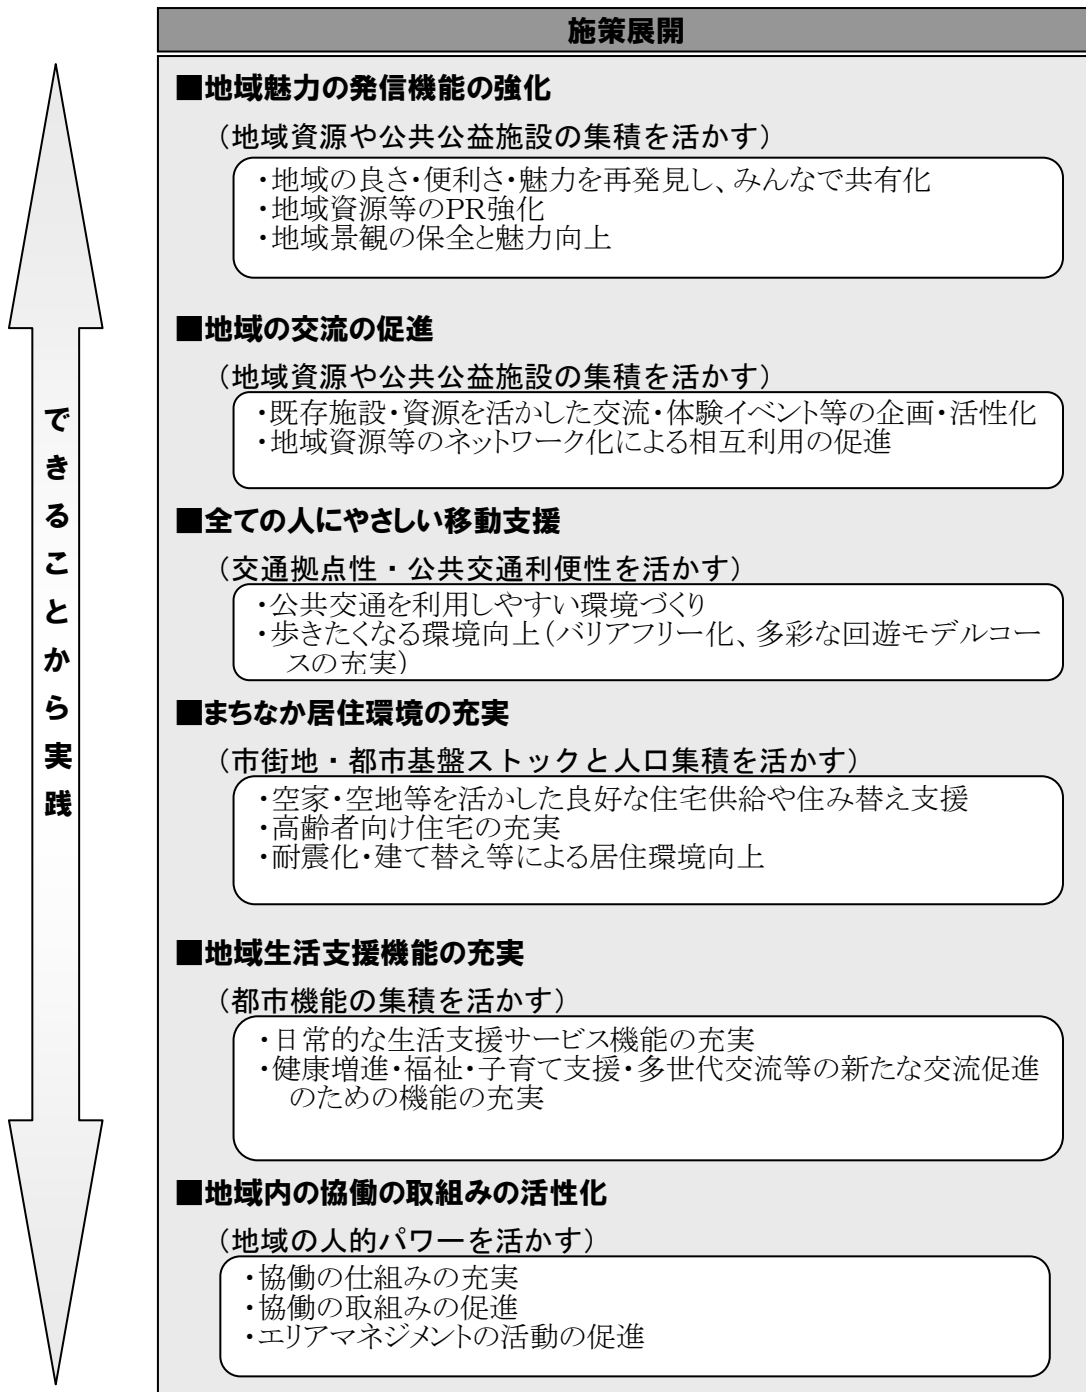 施策展開
■地域魅力の発信機能の強化
（地域資源や公共公益施設の集積を活かす）
・地域の良さ・便利さ・魅力を再発見し、みんなで共有化
・地域資源等のPR強化
・地域景観の保全と魅力向上
■地域の交流の促進
（地域資源や公共公益施設の集積を活かす）
・既存施設・資源を活かした交流・体験イベント等の企画・活性化
・地域資源等のネットワーク化による相互利用の促進
■全ての人にやさしい移動支援
（交通拠点性・公共交通利便性を活かす）
・公共交通を利用しやすい環境づくり
・歩きたくなる環境向上（バリアフリー化、多彩な回遊モデルコー
スの充実）
■まちなか居住環境の充実
（市街地・都市基盤ストックと人口集積を活かす）
・空家・空地等を活かした良好な住宅供給や住み替え支援
・高齢者向け住宅の充実
・耐震化・建て替え等による居住環境向上
■地域生活支援機能の充実
（都市機能の集積を活かす）
・日常的な生活支援サービス機能の充実
・健康増進・福祉・子育て支援・多世代交流等の新たな交流促進
のための機能の充実
■地域内の協働の取組みの活性化
（地域の人的パワーを活かす）
・協働の仕組みの充実
・協働の取組みの促進
・エリアマネジメントの活動の促進
できることから実践